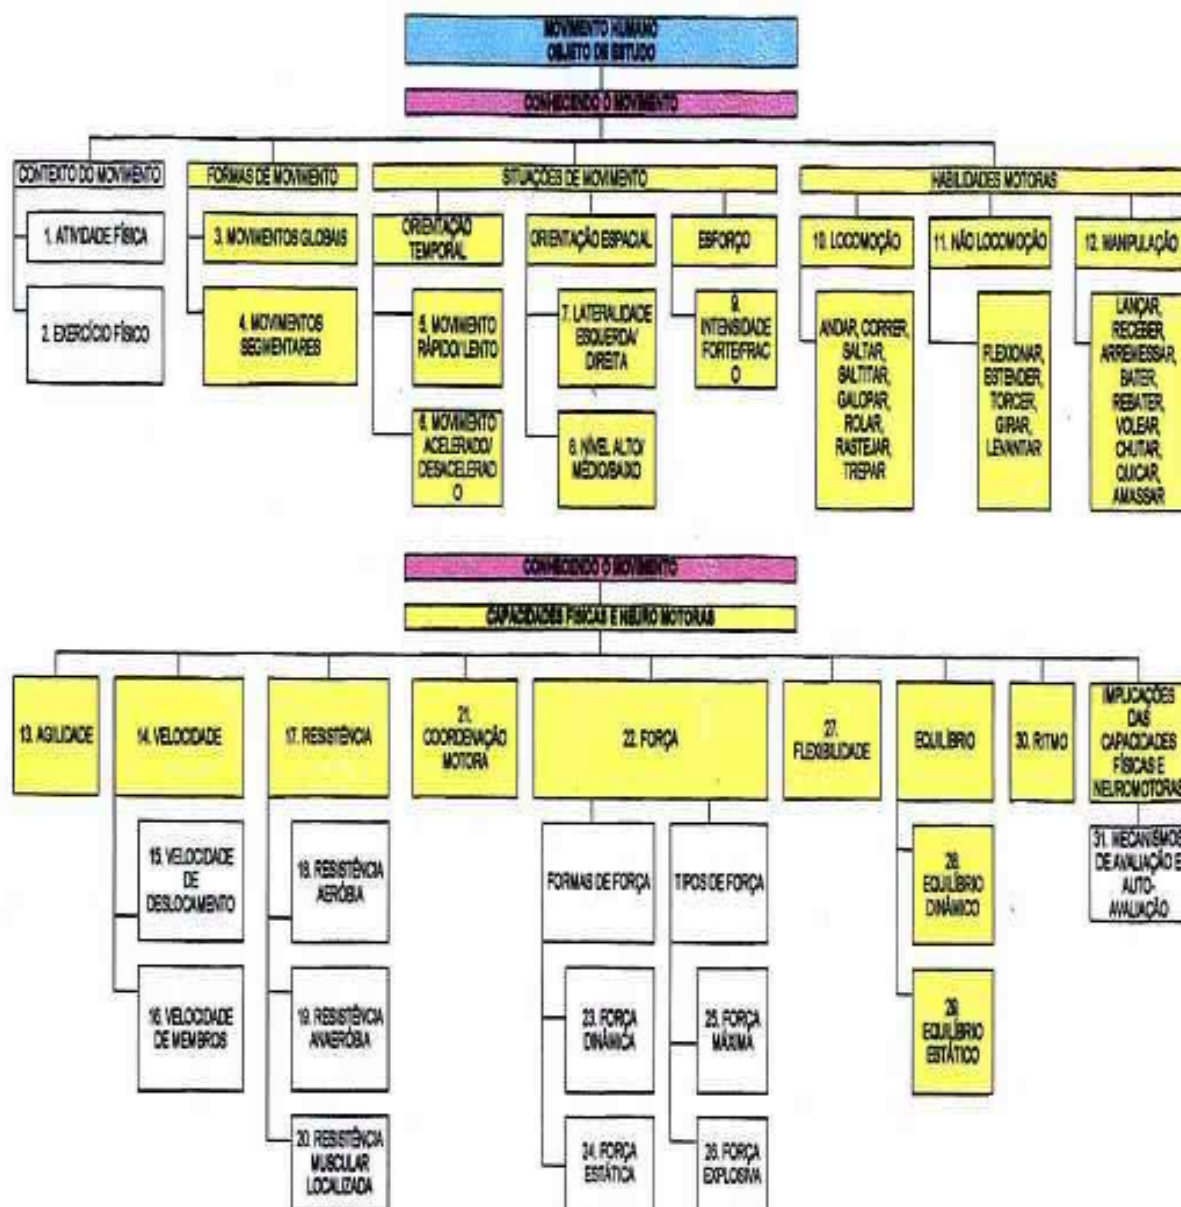 MOVIMENTO HUMANO
OBJETO DE ESTUDO
CONHECENDO O MOVIMENTO
CONTEXTO DO MOVIMENTO
FORMAS DE MOVIMENTO
SITUAÇÕES DE MOVIMENTO
HABILIDADES MOTORAS
1. ATIVIDADE FÍSICA
2. EXERCÍCIO FÍSICO
3. MOVIMENTOS GLOBAIS
4. MOVIMENTOS
SEGMENTARES
ORIENTAÇÃO
TEMPORAL
5. MOVIMENTO
RÁPIDO/LENTO
6. MOVIMENTO
ACELERADO/
DESACELERAD
O
ORIENTAÇÃO ESPACIAL
7. LATERALIDADE
ESQUERDA/
DIREITA
8. NÍVEL ALTO/
MÉDIO/BAIXO
ESFORÇO
9.
INTENSIDADE
FORTE/FRAC
O
10. LOCOMOÇÃO
ANDAR, CORRER,
SALTAR,
SALTITAR,
GALOPAR,
ROLAR,
RASTEJAR,
TREPAR
11. NÃO LOCOMOÇÃO
FLEXIONAR,
ESTENDER,
TORCER,
GIRAR,
LEVANTAR
12. MANIPULAÇÃO
LANÇAR,
RECEBER,
ARREMESSAR,
BATER,
REBATER,
VOLEAR,
CHUTAR,
QUICAR,
AMASSAR
CONHECENDO O MOVIMENTO
CAPACIDADES FÍSICAS E NEURO MOTORAS
13. AGILIDADE
14. VELOCIDADE
15. VELOCIDADE
DE
DESLOCAMENTO
16. VELOCIDADE
DE MEMBROS
17. RESISTÊNCIA
18. RESISTÊNCIA
AERÓBIA
19. RESISTÊNCIA
ANAERÓBIA
20. RESISTÊNCIA
MUSCULAR
LOCALIZADA
21.
COORDENAÇÃO
MOTORA
22. FORÇA
FORMAS DE FORÇA
23. FORÇA
DINÂMICA
24. FORÇA
ESTÁTICA
TIPOS DE FORÇA
25. FORÇA
MÁXIMA
26. FORÇA
EXPLOSIVA
27.
FLEXIBILIDADE
EQUILÍBRIO
28.
EQUILÍBRIO
DINÂMICO
29.
EQUILÍBRIO
ESTÁTICO
30. RITMO
IMPLICAÇÕES
DAS
CAPACIDADES
FÍSICAS E
NEUROMOTORAS
31. MECANISMOS
DE AVALIAÇÃO E
AUTO-
AVALIAÇÃO